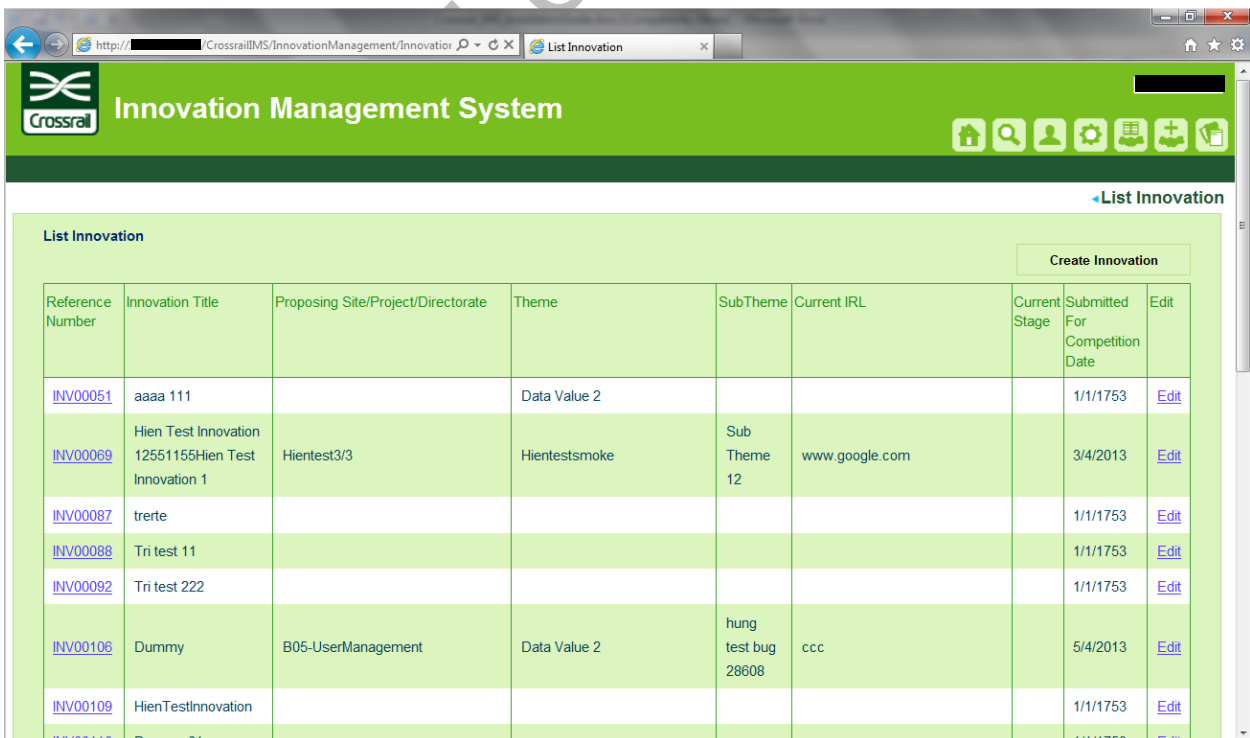 http://
/CrossrailIMS/InnovationManagement/Innovation
List Innovation
Crossrail
Innovation Management System
List Innovation
List Innovation
Create Innovation
Reference Number Innovation Title Proposing Site/Project/Directorate Theme SubTheme Current IRL Current Stage Submitted For Competition Date Edit
INV00051 aaaa 111 Data Value 2 1/1/1753 Edit
Hien Test Innovation Sub
INV00069 12551155Hien Test Hientest3/3 Hientestsmoke Theme www.google.com 3/4/2013 Edit
Innovation 1 12
INV00087 trerte 1/1/1753 Edit
INV00088 Tri test 11 1/1/1753 Edit
INV00092 Tri test 222 1/1/1753 Edit
hung
INV00106 Dummy B05-UserManagement Data Value 2 test bug ccc 5/4/2013 Edit
28608
INV00109 HienTestInnovation 1/1/1753 Edit